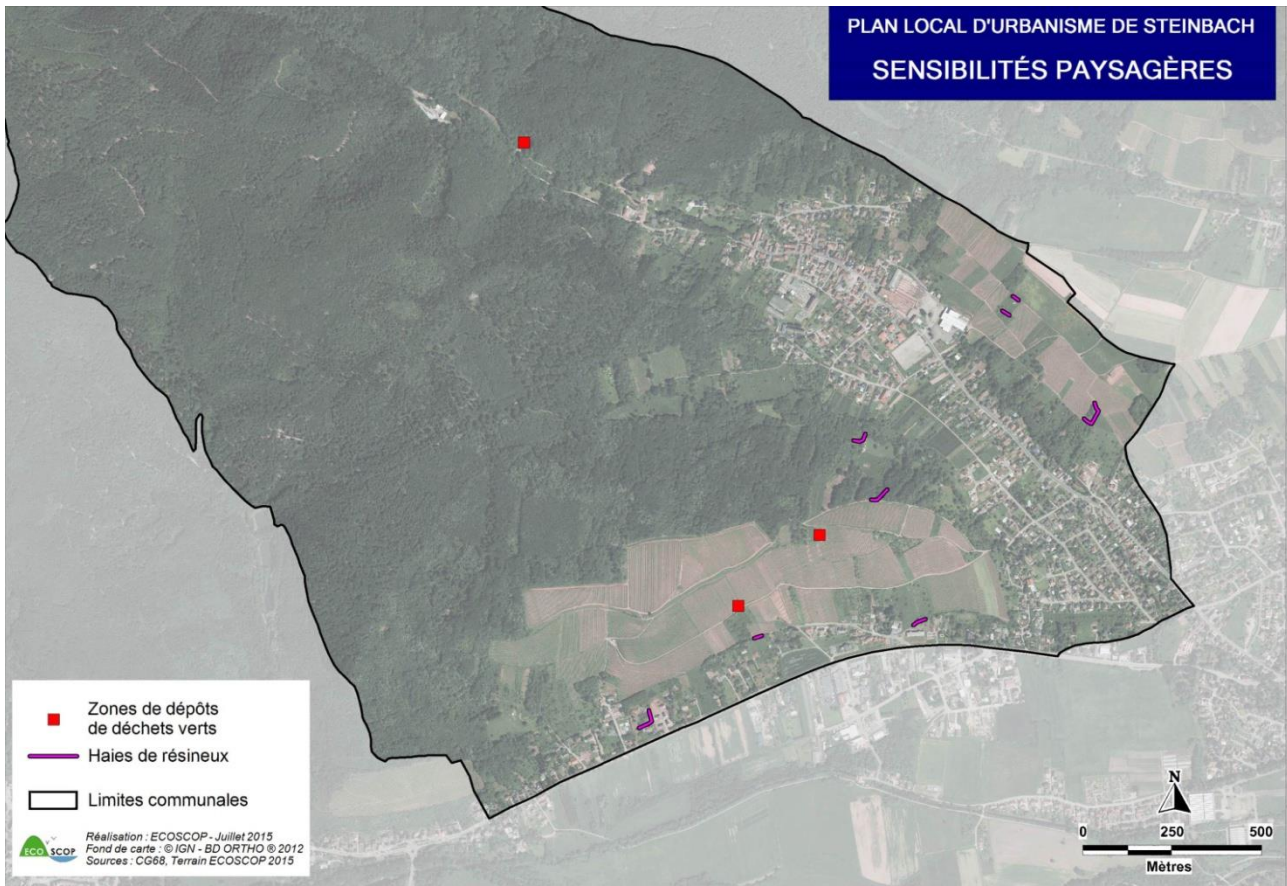 PLAN LOCAL D'URBANISME DE STEINBACH
SENSIBILITÉS PAYSAGÈRES
Zones de dépôts
de déchets verts
Haies de résineux
Limites communales
ECO SCOP
Réalisation : ECOSCOP - Juillet 2015
Fond de carte : © IGN - BD ORTHO ® 2012
Sources : CG68, Terrain ECOSCOP 2015
N
0 250 500
Mètres